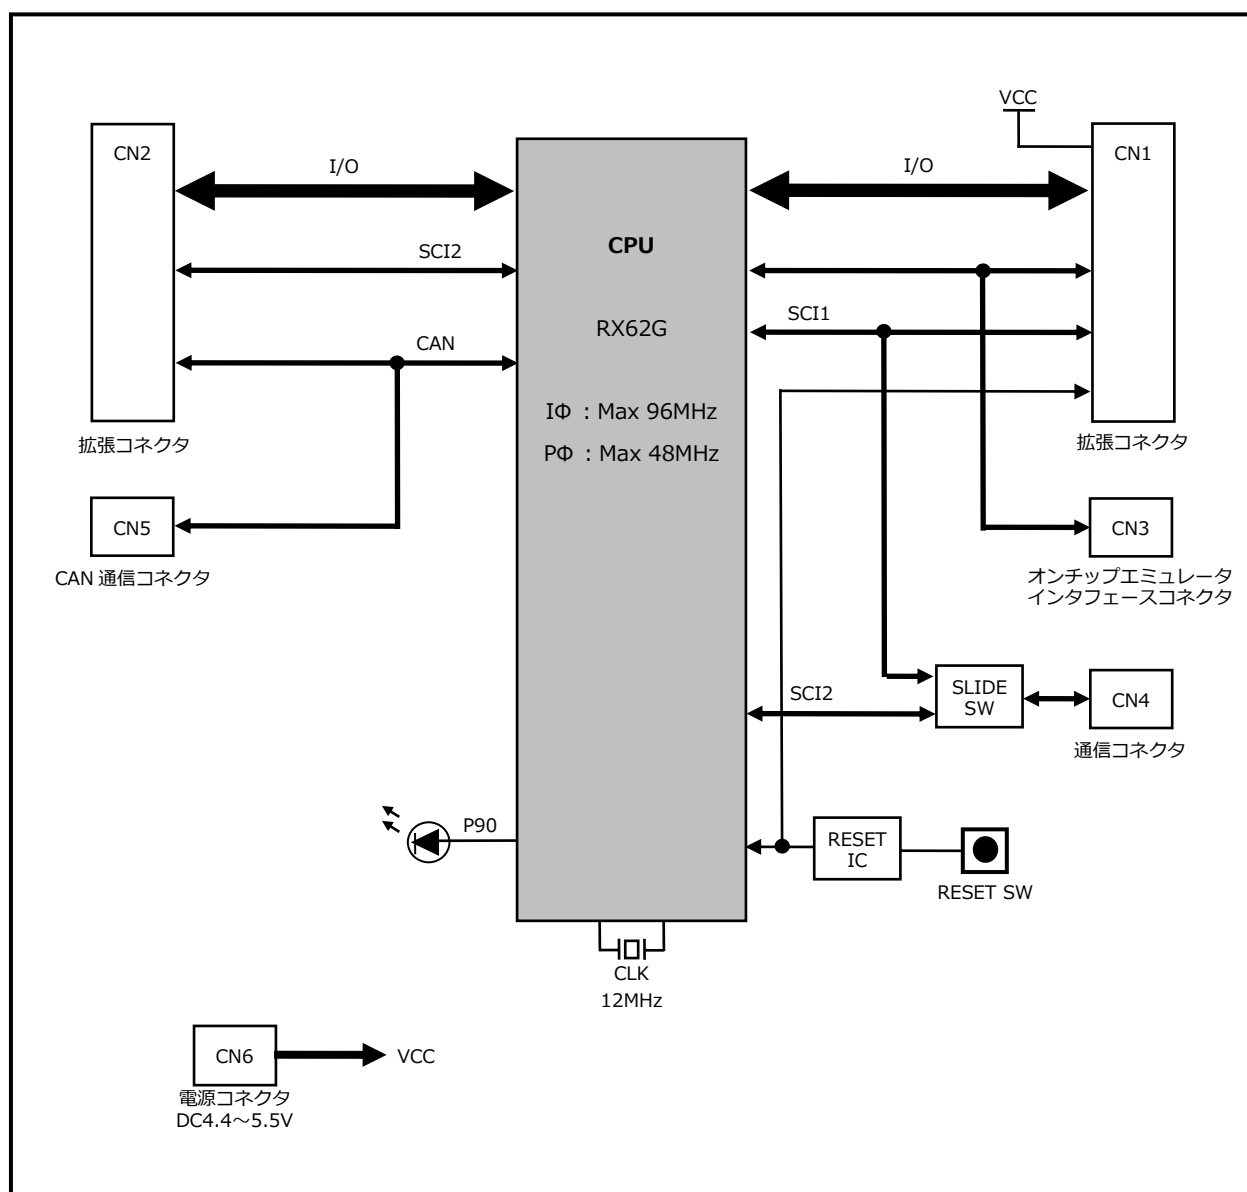 VCC
CN2
I/O
I/O
CN1
CPU
SCI2
SCI1
RX62G
CAN
IΦ : Max 96MHz
PΦ : Max 48MHz
拡張コネクタ
拡張コネクタ
CN5
CN3
CAN 通信コネクタ
オンチップエミュレータ
インタフェースコネクタ
SCI2
SLIDE
SW
CN4
通信コネクタ
P90
RESET
IC
RESET SW
CLK
12MHz
CN6
VCC
電源コネクタ
DC4.4～5.5V